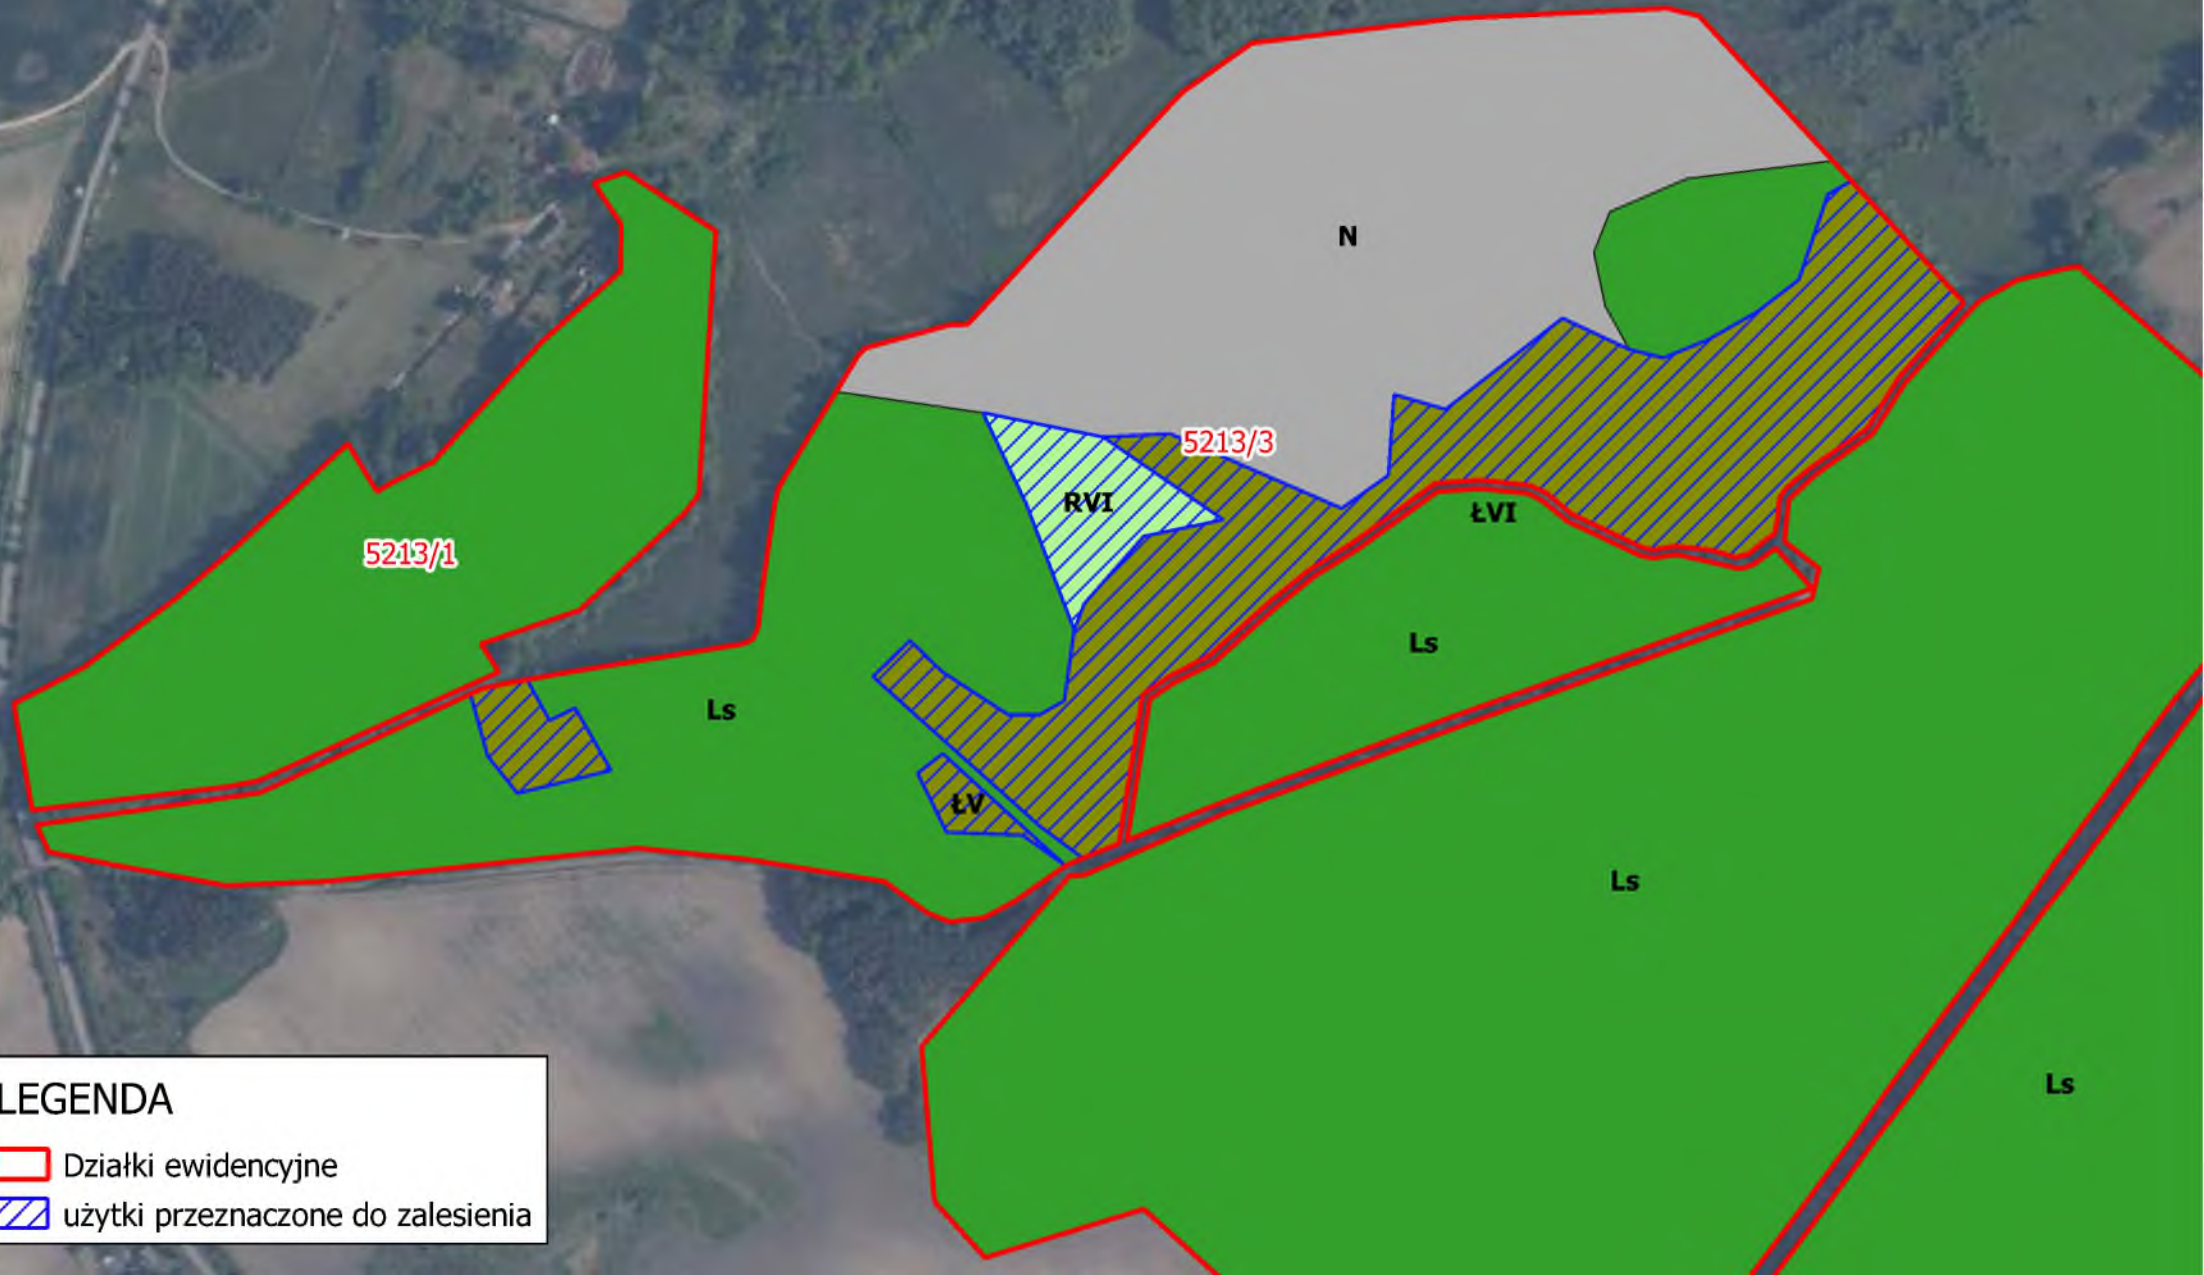 N
5213/3
RVI
ŁVI
5213/1
Ls
Ls
ŁV
Ls
Ls
LEGENDA
Działki ewidencyjne
użytki przeznaczone do zalesienia